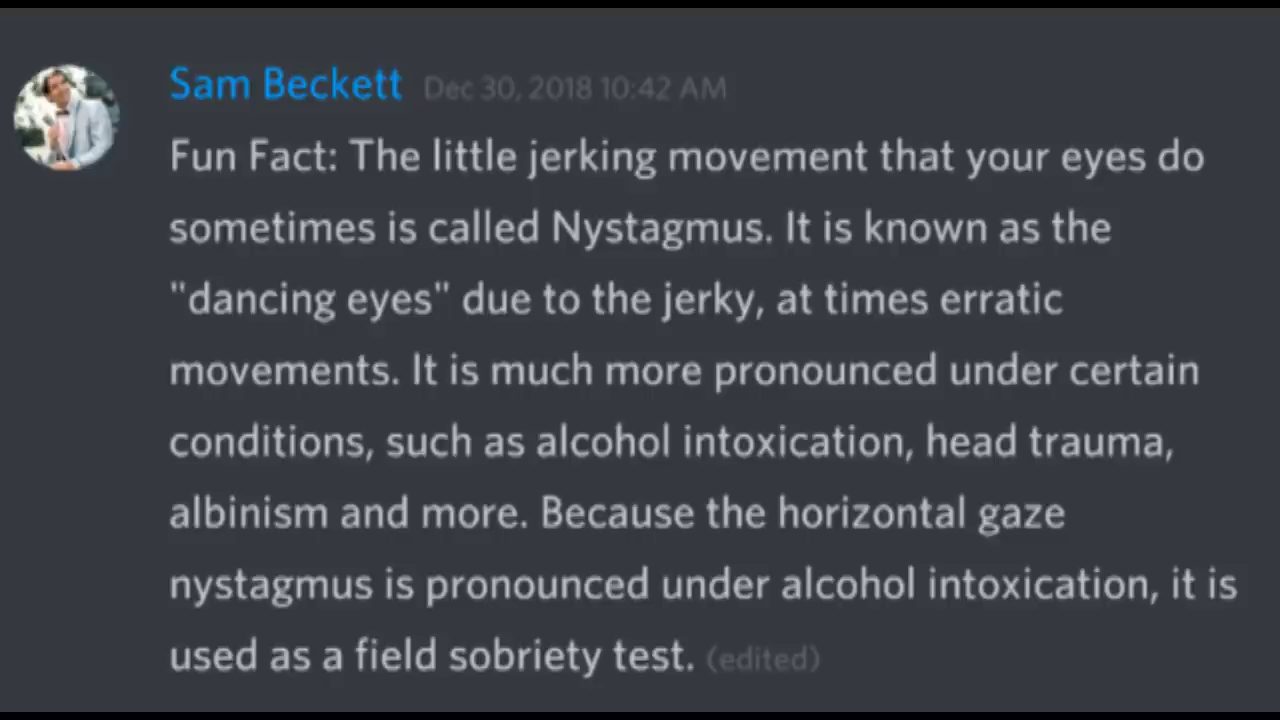 Sam Beckett Dec 30, 2018 10:42 AM
Fun Fact: The little jerking movement that your eyes do
sometimes is called Nystagmus. It is known as the
"dancing eyes" due to the jerky, at times erratic
movements. It is much more pronounced under certain
conditions, such as alcohol intoxication, head trauma,
albinism and more. Because the horizontal gaze
nystagmus is pronounced under alcohol intoxication, it is
used as a field sobriety test. (edited)